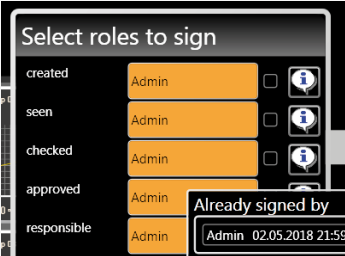 Select roles to sign
created Admin
seen Admin
checked Admin
approved Admin
responsible Admin
Already signed by
Admin 02.05.2018 21:59